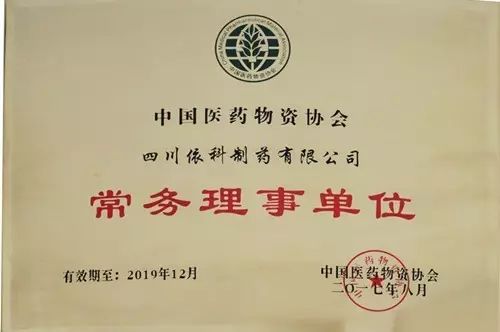 中国医药物资协会
四川依科制药有限公司
常务理事单位
有效期至：2019年12月
中国医药物资协会
二〇一七年八月